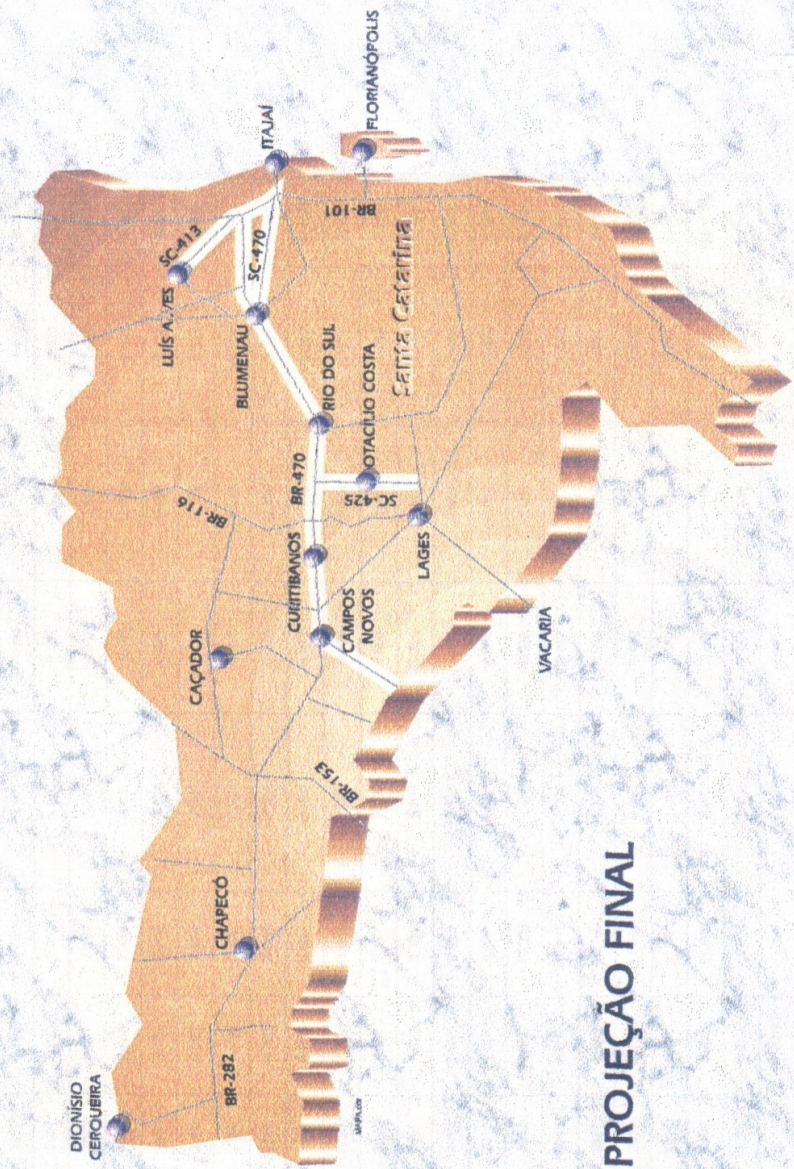 DIONÍSIO
CERQUEIRA
BR-282
CHAPECÓ
BR-153
CAÇADOR
BR-116
CURITIBANOS
CAMPOS
NOVOS
BR-470
RIO DO SUL
OTACÍLIO COSTA
SC-425
LAGES
VACARIA
BLUMENAU
LUÍS ALVES
SC-413
SC-470
ITAJAÍ
BR-101
FLORIANÓPOLIS
Santa Catarina
PROJEÇÃO FINAL